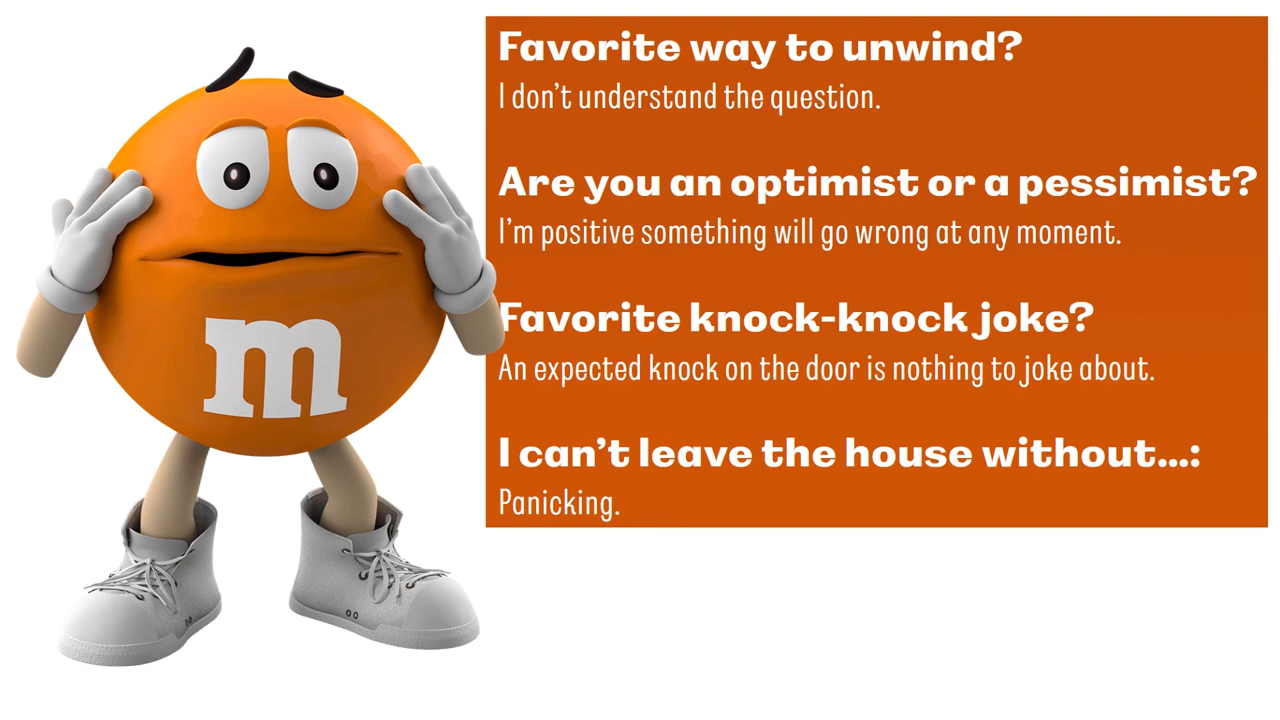 Favorite way to unwind?
I don't understand the question.
Are you an optimist or a pessimist?
I'm positive something will go wrong at any moment.
Favorite knock-knock joke?
An expected knock on the door is nothing to joke about.
I can't leave the house without...:
Panicking.
m